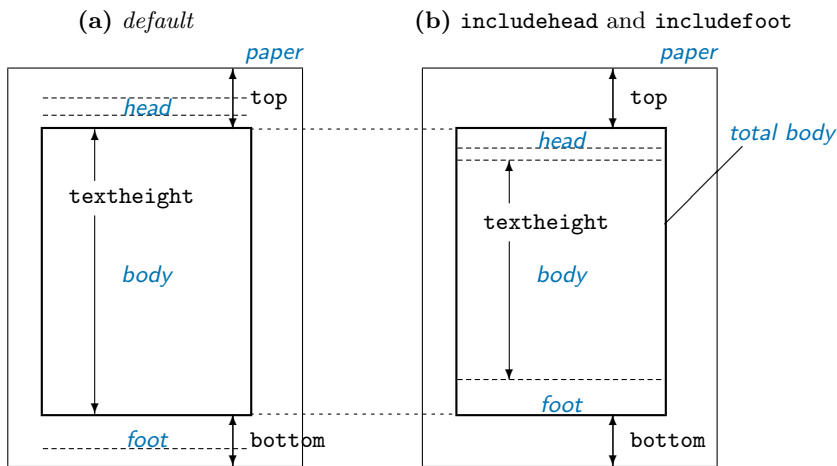 (a) default
(b) includehead and includefoot
paper
paper
top
top
head
head
total body
textheight
textheight
body
body
foot
foot
bottom
bottom